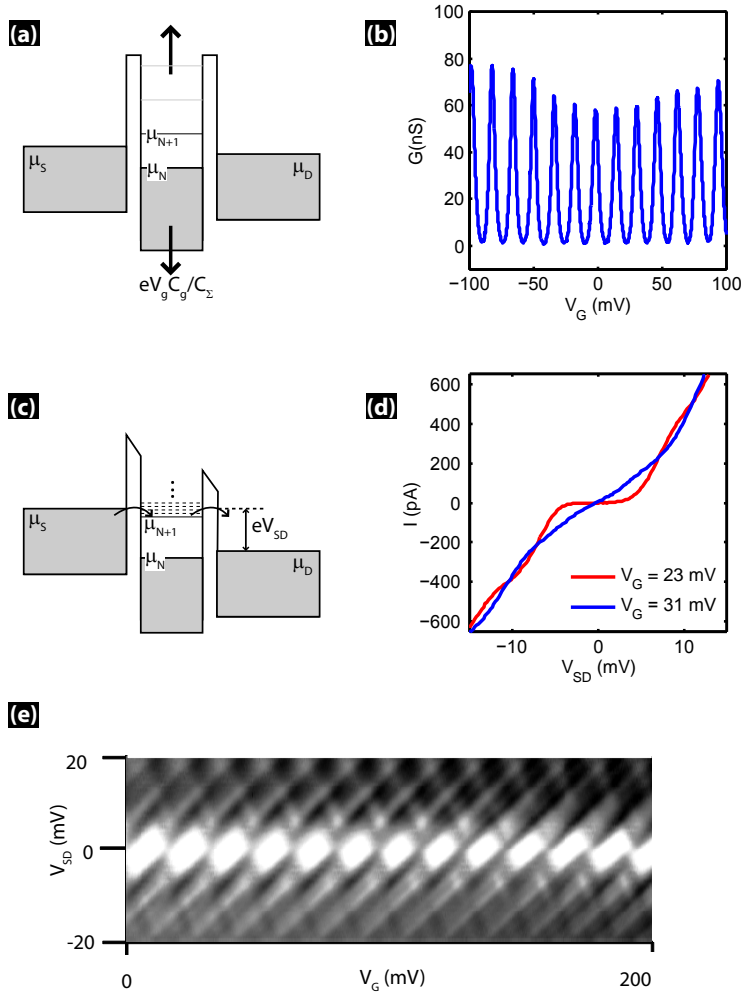 (a)
μN+1
μS
μN
μD
eVgCg/CΣ
(b)
100
80
60
40
20
0
G(nS)
−100 −50 0 50 100
VG (mV)
(c)
μS
μN+1
eVSD
μN
μD
(d)
600
400
200
0
−200
−400
−600
I (pA)
VG = 23 mV
VG = 31 mV
−10 0 10
VSD (mV)
(e)
20
0
-20
VSD (mV)
0 200
VG (mV)